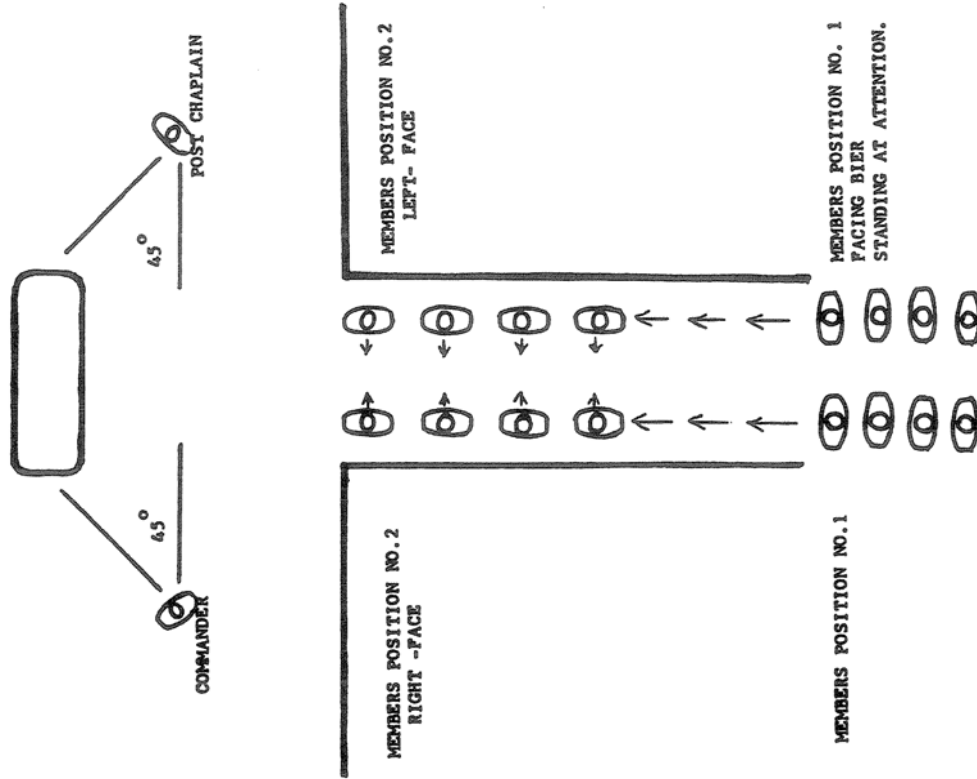 POST CHAPLAIN
45°
45°
COMMANDER
MEMBERS POSITION NO.2
LEFT- FACE
MEMBERS POSITION NO.2
RIGHT -FACE
MEMBERS POSITION NO. 1
FACING BIER
STANDING AT ATTENTION.
MEMBERS POSITION NO.1